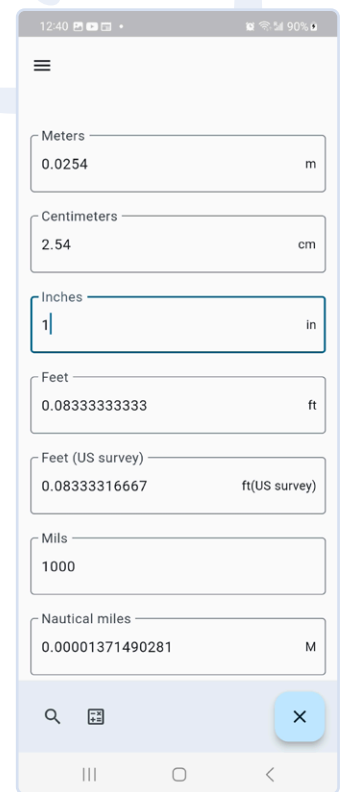 12:40 90%
Meters
0.0254 m
Centimeters
2.54 cm
Inches
1 in
Feet
0.08333333333 ft
Feet (US survey)
0.08333316667 ft(US survey)
Mils
1000
Nautical miles
0.00001371490281 M